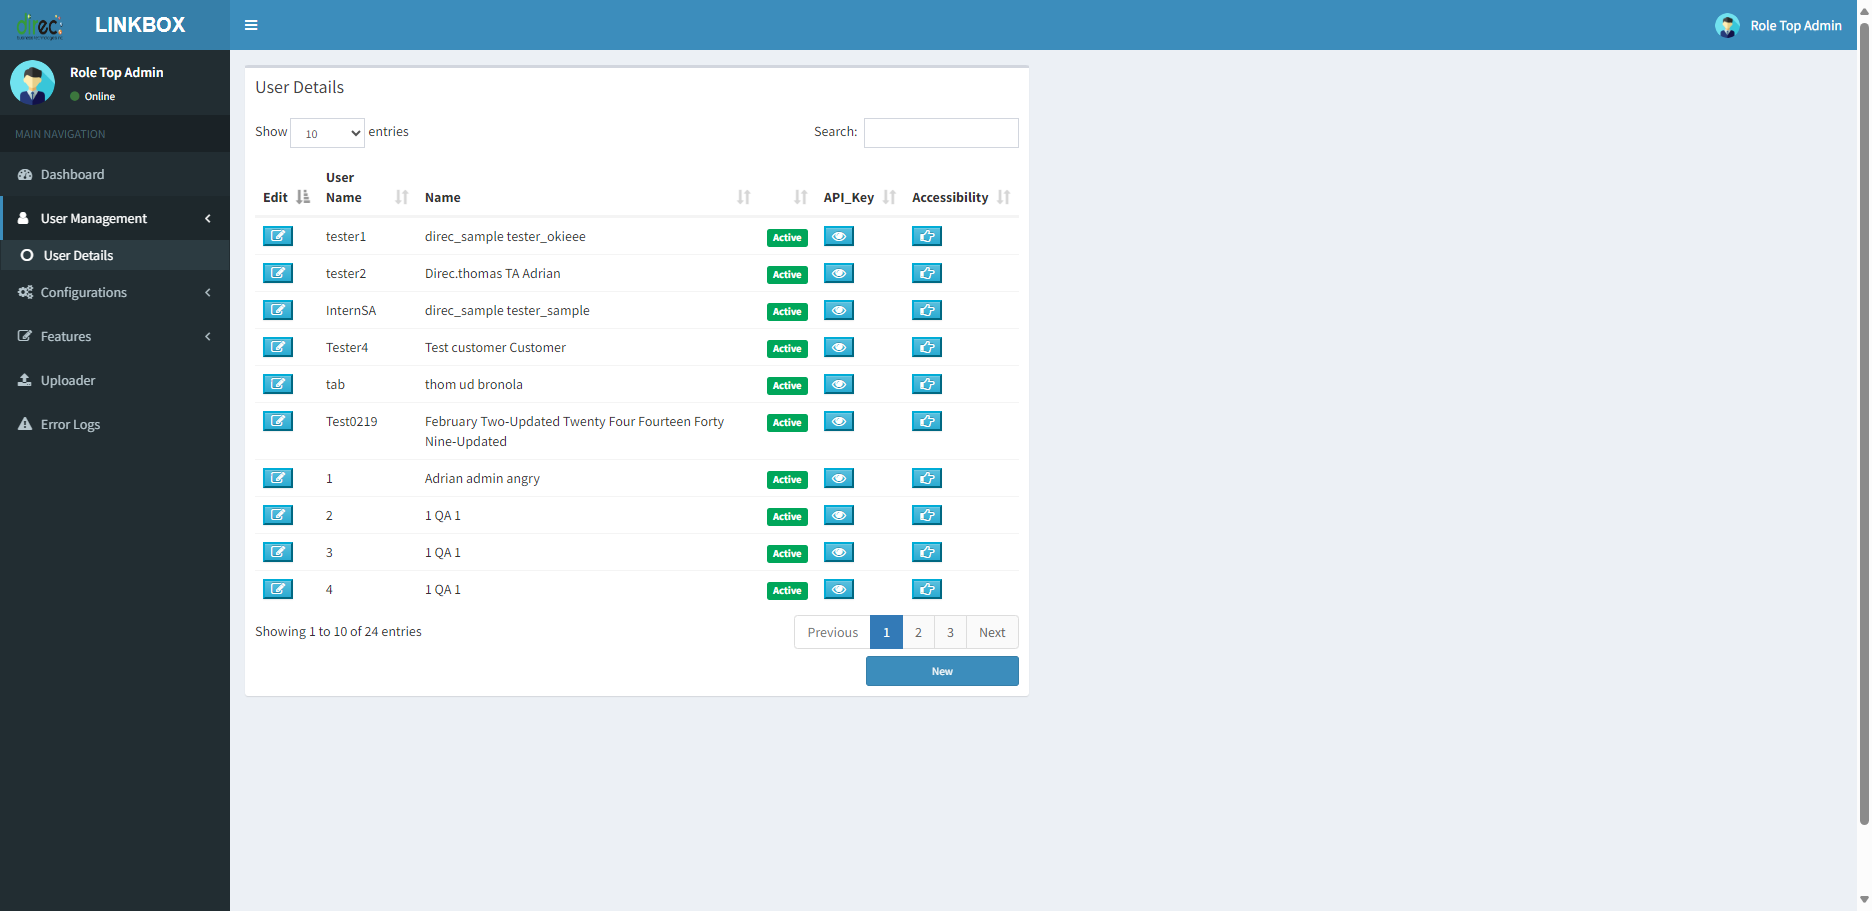 LINKBOX
Role Top Admin
Role Top Admin
Online
MAIN NAVIGATION
Dashboard
User Management
User Details
Configurations
Features
Uploader
Error Logs
User Details
Show 10 entries
Search:
Edit User Name Name API_Key Accessibility
tester1 direc_sample tester_okieee Active
tester2 Direc.thomas TA Adrian Active
InternSA direc_sample tester_sample Active
Tester4 Test customer Customer Active
tab thom ud bronola Active
Test0219 February Two-Updated Twenty Four Fourteen Forty Active
Nine-Updated
1 Adrian admin angry Active
2 1 QA 1 Active
3 1 QA 1 Active
4 1 QA 1 Active
Showing 1 to 10 of 24 entries
Previous 1 2 3 Next
New